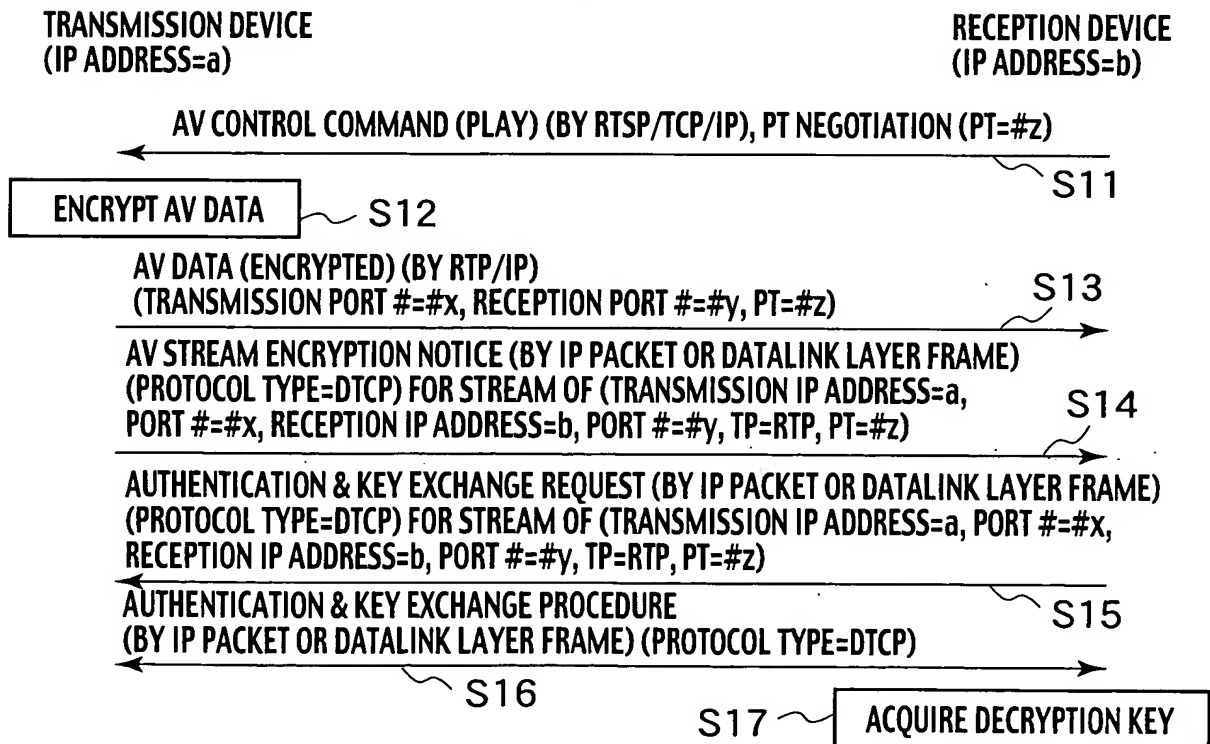 TRANSMISSION DEVICE
(IP ADDRESS=a)
RECEPTION DEVICE
(IP ADDRESS=b)
AV CONTROL COMMAND (PLAY) (BY RTSP/TCP/IP), PT NEGOTIATION (PT=#z)
S11
ENCRYPT AV DATA
S12
AV DATA (ENCRYPTED) (BY RTP/IP)
(TRANSMISSION PORT #=#x, RECEPTION PORT #=#y, PT=#z)
S13
AV STREAM ENCRYPTION NOTICE (BY IP PACKET OR DATALINK LAYER FRAME)
(PROTOCOL TYPE=DTCP) FOR STREAM OF (TRANSMISSION IP ADDRESS=a,
PORT #=#x, RECEPTION IP ADDRESS=b, PORT #=#y, TP=RTP, PT=#z)
S14
AUTHENTICATION & KEY EXCHANGE REQUEST (BY IP PACKET OR DATALINK LAYER FRAME)
(PROTOCOL TYPE=DTCP) FOR STREAM OF (TRANSMISSION IP ADDRESS=a, PORT #=#x,
RECEPTION IP ADDRESS=b, PORT #=#y, TP=RTP, PT=#z)
S15
AUTHENTICATION & KEY EXCHANGE PROCEDURE
(BY IP PACKET OR DATALINK LAYER FRAME) (PROTOCOL TYPE=DTCP)
S16
S17
ACQUIRE DECRYPTION KEY